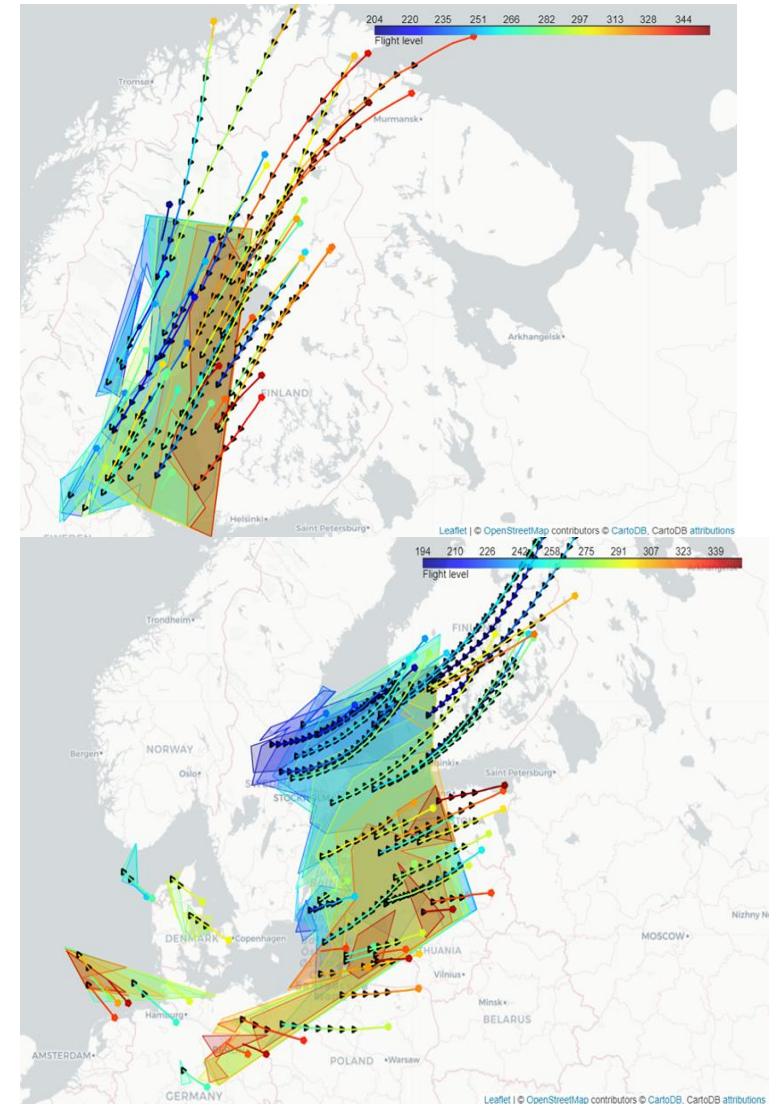 204 220 235 251 266 282 297 313 328 344
Flight level
Tromsø
Murmansk
Arkhangelsk
FINLAND
Helsinki
Saint Petersburg
SWEDEN
Leaflet | © OpenStreetMap contributors © CartoDB, CartoDB attributions
194 210 226 242 258 275 291 307 323 339
Flight level
Trondheim
Bergen
NORWAY
Oslo
Saint Petersburg
STOCKHOLM
DENMARK
Copenhagen
Nizhny No
MOSCOW
Vilnius
Minsk
Hamburg
BELARUS
AMSTERDAM
POLAND
Warsaw
GERMANY
Leaflet | © OpenStreetMap contributors © CartoDB, CartoDB attributions